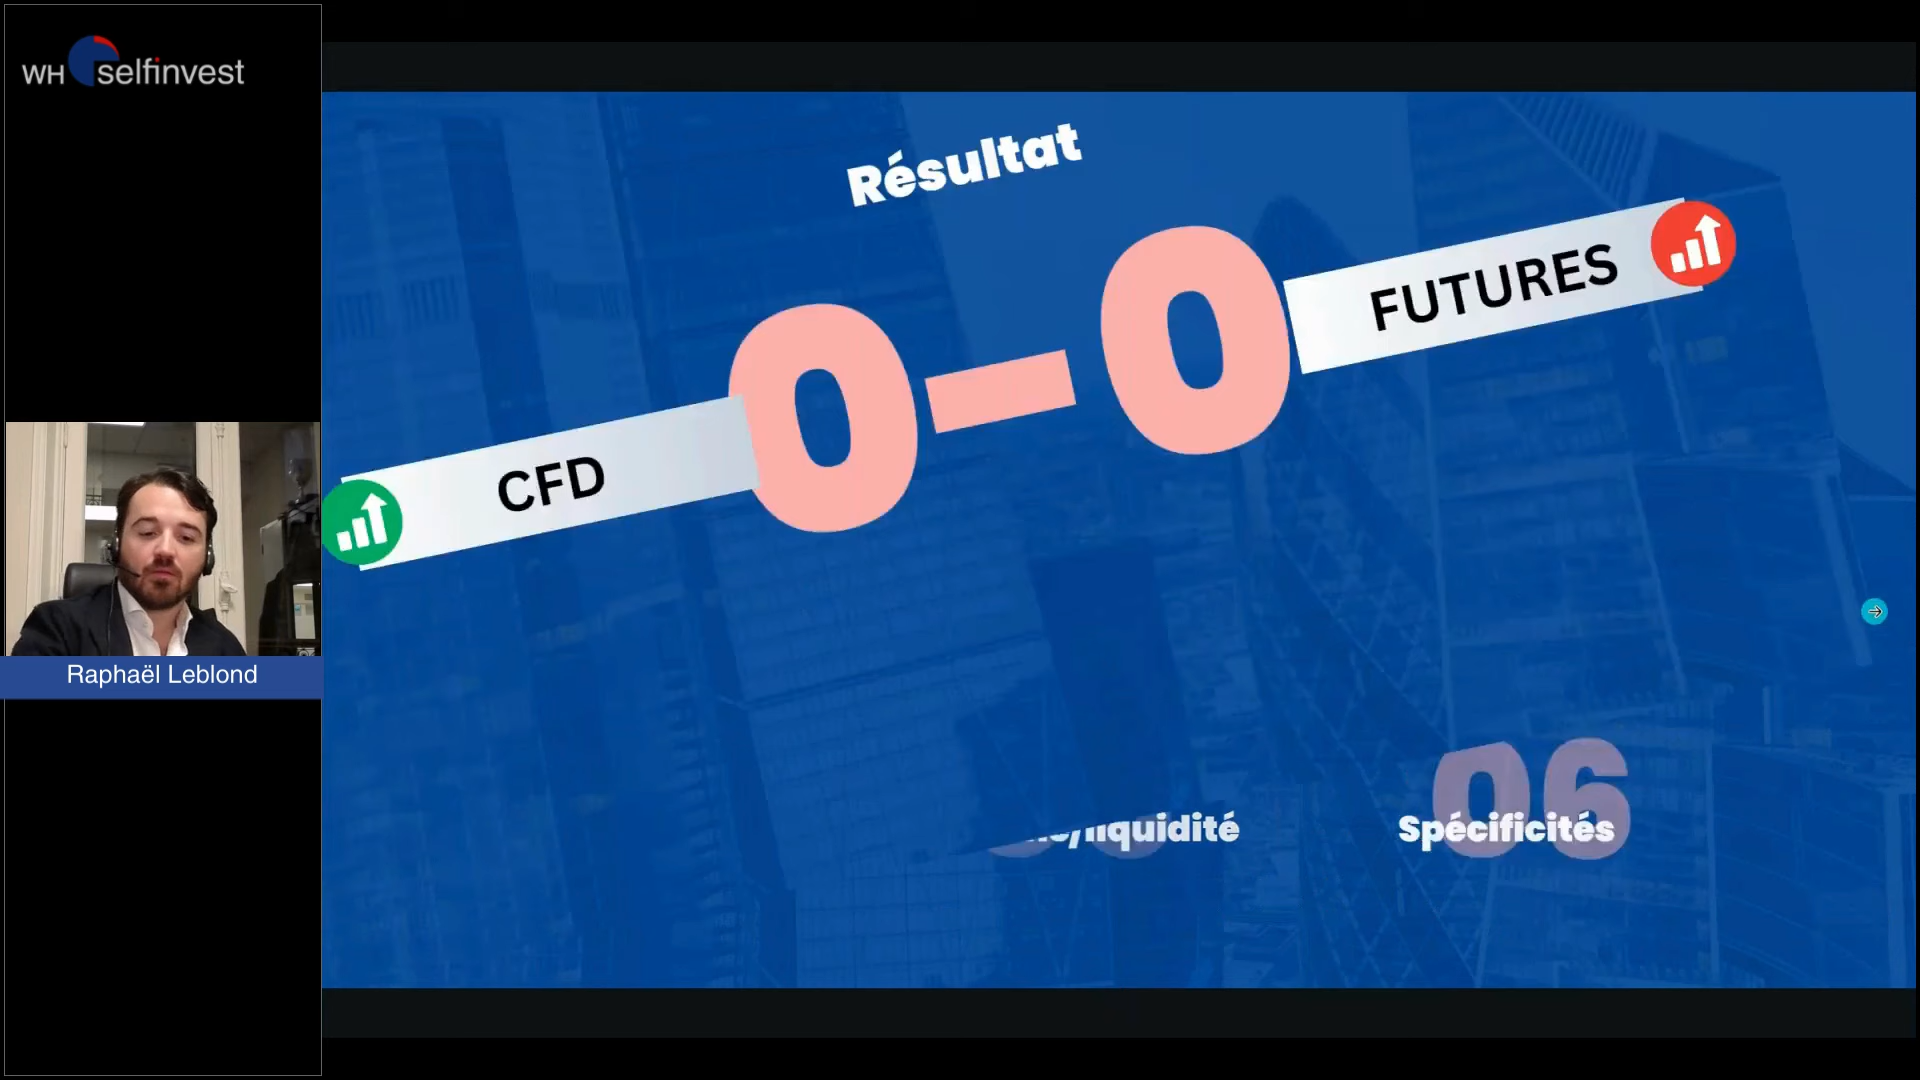 WH selfinvest
Raphaël Leblond
Résultat
CFD
0-0
FUTURES
06
/liquidité
Spécificités